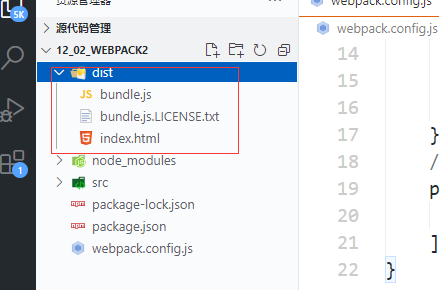 资源管理器
5K
源代码管理
12_02_WEBPACK2
dist
JS bundle.js
bundle.js.LICENSE.txt
index.html
node_modules
src
package-lock.json
package.json
webpack.config.js
1
webpack.config.js
webpack.config.js
14
15
16
17 }
18 /
19 p
20
21 ]
22 }